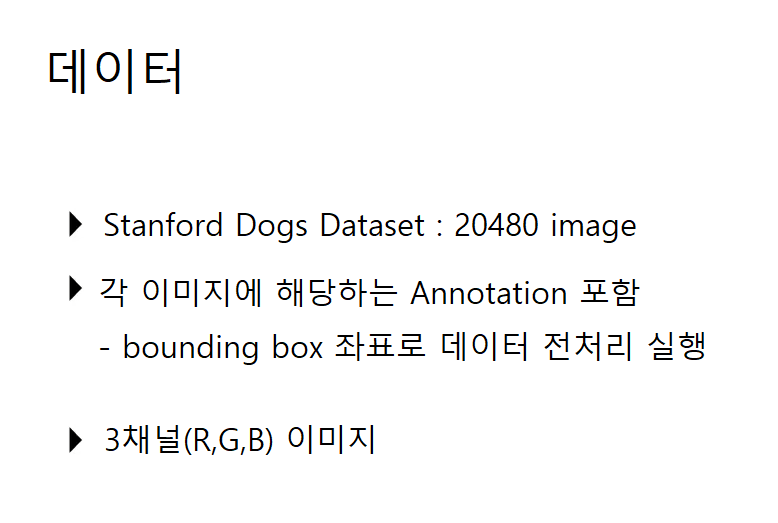 데이터
Stanford Dogs Dataset : 20480 image
각 이미지에 해당하는 Annotation 포함
- bounding box 좌표로 데이터 전처리 실행
3채널(R,G,B) 이미지